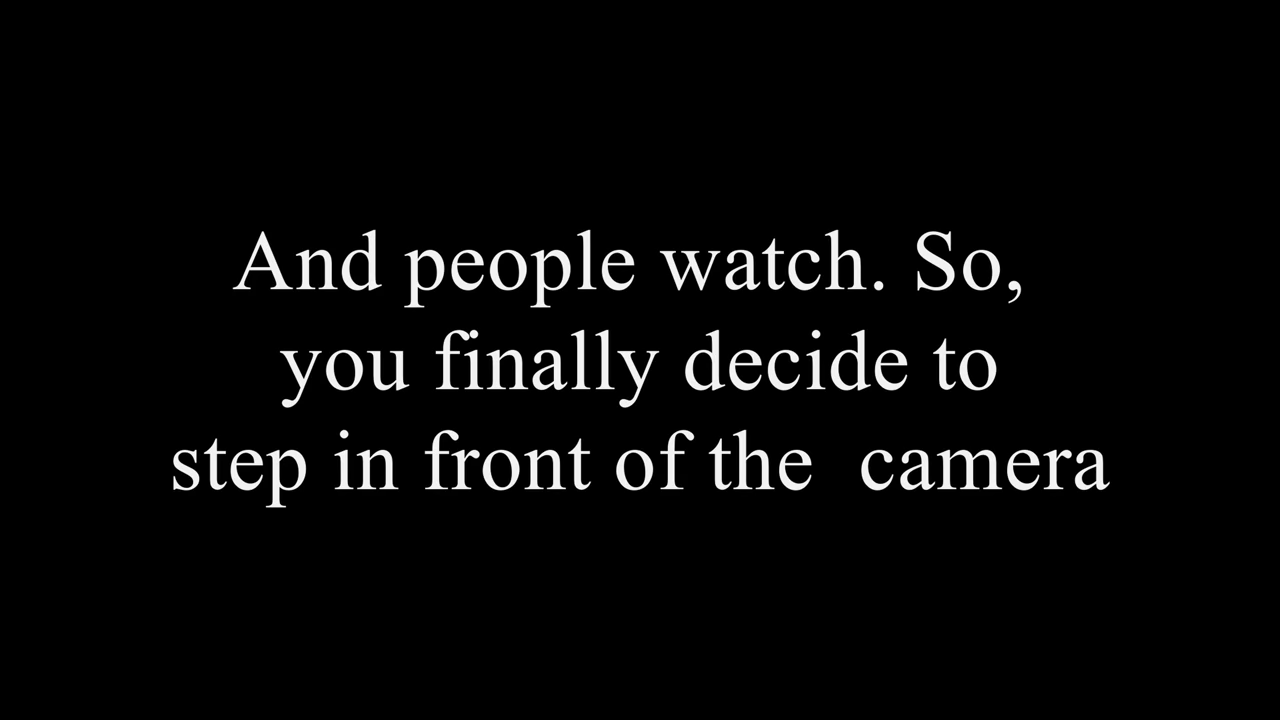 And people watch. So,
you finally decide to
step in front of the  camera